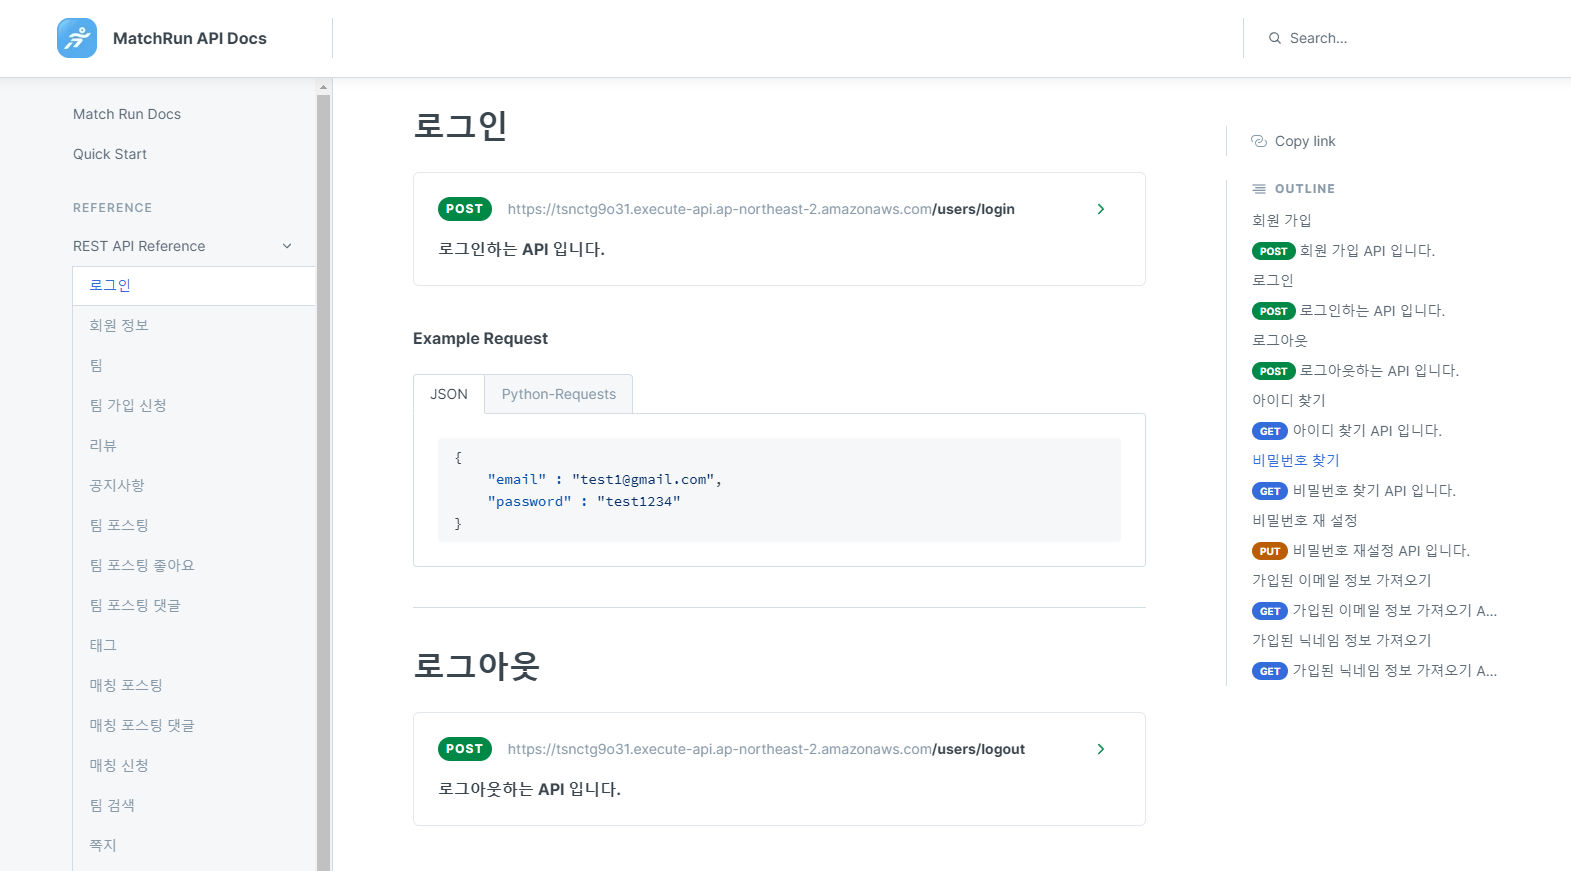 MatchRun API Docs
Search...
Match Run Docs
Quick Start
REFERENCE
REST API Reference
로그인
회원 정보
팀
팀 가입 신청
리뷰
공지사항
팀 포스팅
팀 포스팅 좋아요
팀 포스팅 댓글
태그
매칭 포스팅
매칭 포스팅 댓글
매칭 신청
팀 검색
쪽지
로그인
POST https://tsnctg9o31.execute-api.ap-northeast-2.amazonaws.com/users/login
로그인하는 API 입니다.
Example Request
JSON Python-Requests
{
"email" : "test1@gmail.com",
"password" : "test1234"
}
로그아웃
POST https://tsnctg9o31.execute-api.ap-northeast-2.amazonaws.com/users/logout
로그아웃하는 API 입니다.
Copy link
OUTLINE
회원 가입
POST 회원 가입 API 입니다.
로그인
POST 로그인하는 API 입니다.
로그아웃
POST 로그아웃하는 API 입니다.
아이디 찾기
GET 아이디 찾기 API 입니다.
비밀번호 찾기
GET 비밀번호 찾기 API 입니다.
비밀번호 재 설정
PUT 비밀번호 재설정 API 입니다.
가입된 이메일 정보 가져오기
GET 가입된 이메일 정보 가져오기 A...
가입된 닉네임 정보 가져오기
GET 가입된 닉네임 정보 가져오기 A...